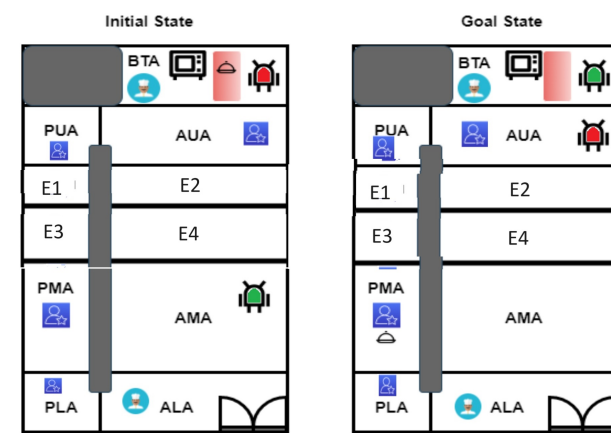 Initial State
BTA
PUA
AUA
E1
E2
E3
E4
PMA
AMA
PLA
ALA
Goal State
BTA
PUA
AUA
E1
E2
E3
E4
PMA
AMA
PLA
ALA